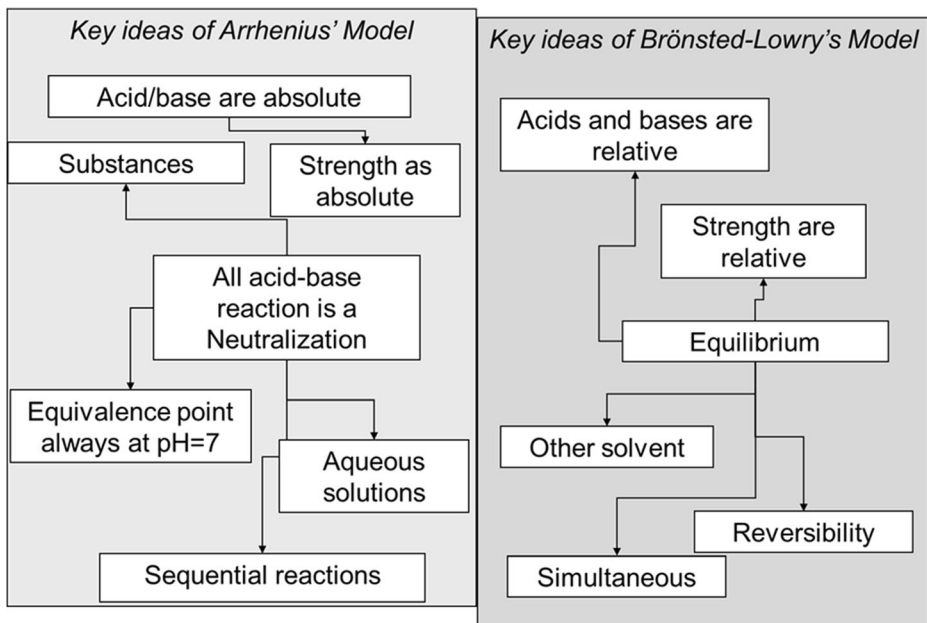 Key ideas of Arrhenius' Model
Acid/base are absolute
Substances
Strength as
absolute
All acid-base
reaction is a
Neutralization
Equivalence point
always at pH=7
Aqueous
solutions
Sequential reactions
Key ideas of Brönsted-Lowry's Model
Acids and bases are
relative
Strength are
relative
Equilibrium
Other solvent
Reversibility
Simultaneous